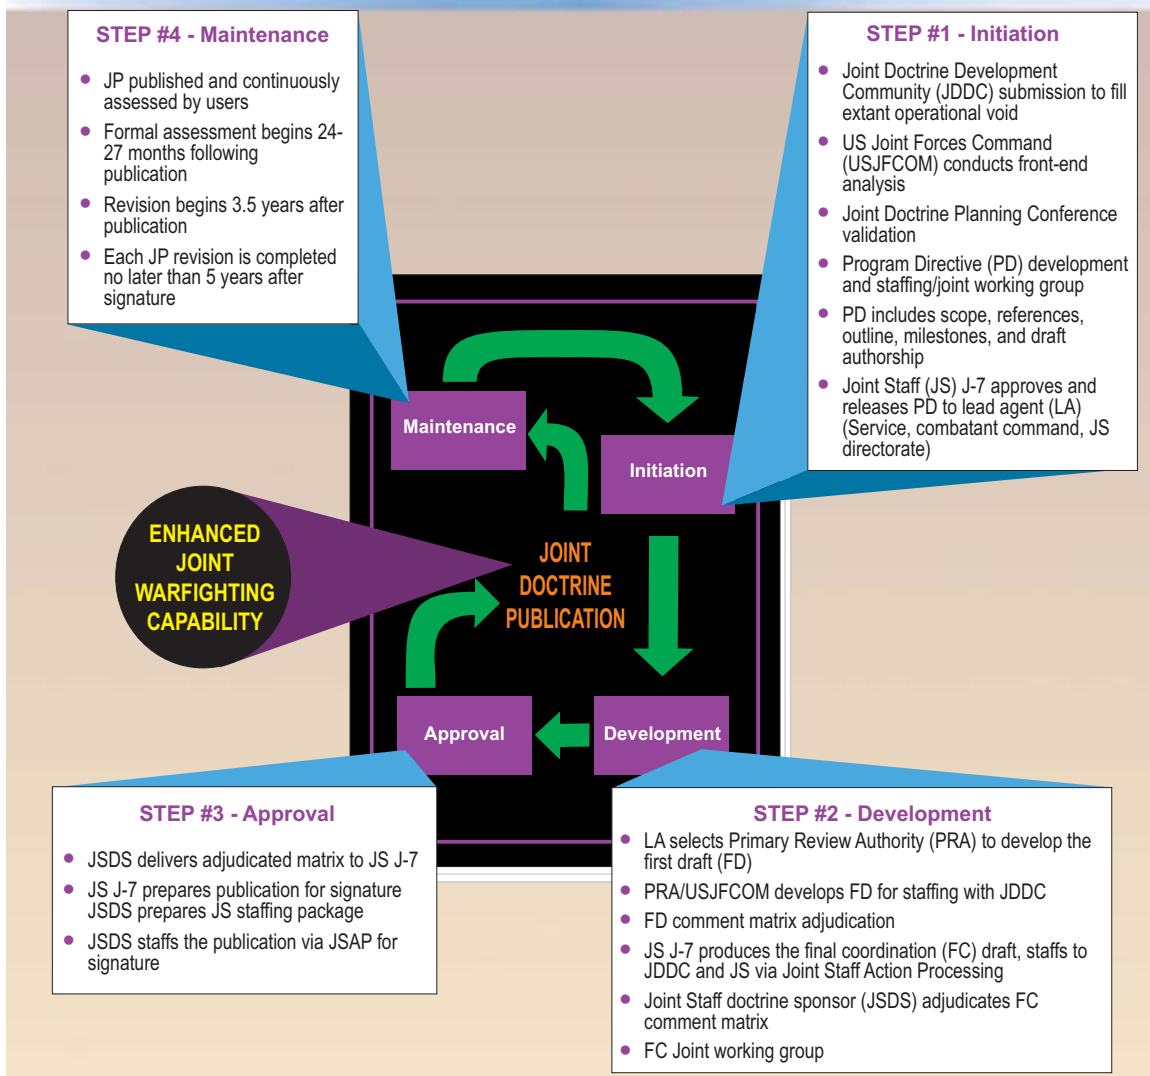 STEP #4 - Maintenance
• JP published and continuously
assessed by users
• Formal assessment begins 24-
27 months following
publication
• Revision begins 3.5 years after
publication
• Each JP revision is completed
no later than 5 years after
signature
STEP #1 - Initiation
• Joint Doctrine Development
Community (JDDC) submission to fill
extant operational void
• US Joint Forces Command
(USJFCOM) conducts front-end
analysis
• Joint Doctrine Planning Conference
validation
• Program Directive (PD) development
and staffing/joint working group
• PD includes scope, references,
outline, milestones, and draft
authorship
• Joint Staff (JS) J-7 approves and
releases PD to lead agent (LA)
(Service, combatant command, JS
directorate)
Maintenance
Initiation
ENHANCED
JOINT
WARFIGHTING
CAPABILITY
JOINT
DOCTRINE
PUBLICATION
Approval
Development
STEP #3 - Approval
• JSDS delivers adjudicated matrix to JS J-7
• JS J-7 prepares publication for signature
JSDS prepares JS staffing package
• JSDS staffs the publication via JSAP for
signature
STEP #2 - Development
• LA selects Primary Review Authority (PRA) to develop the
first draft (FD)
• PRA/USJFCOM develops FD for staffing with JDDC
• FD comment matrix adjudication
• JS J-7 produces the final coordination (FC) draft, staffs to
JDDC and JS via Joint Staff Action Processing
• Joint Staff doctrine sponsor (JSDS) adjudicates FC
comment matrix
• FC Joint working group